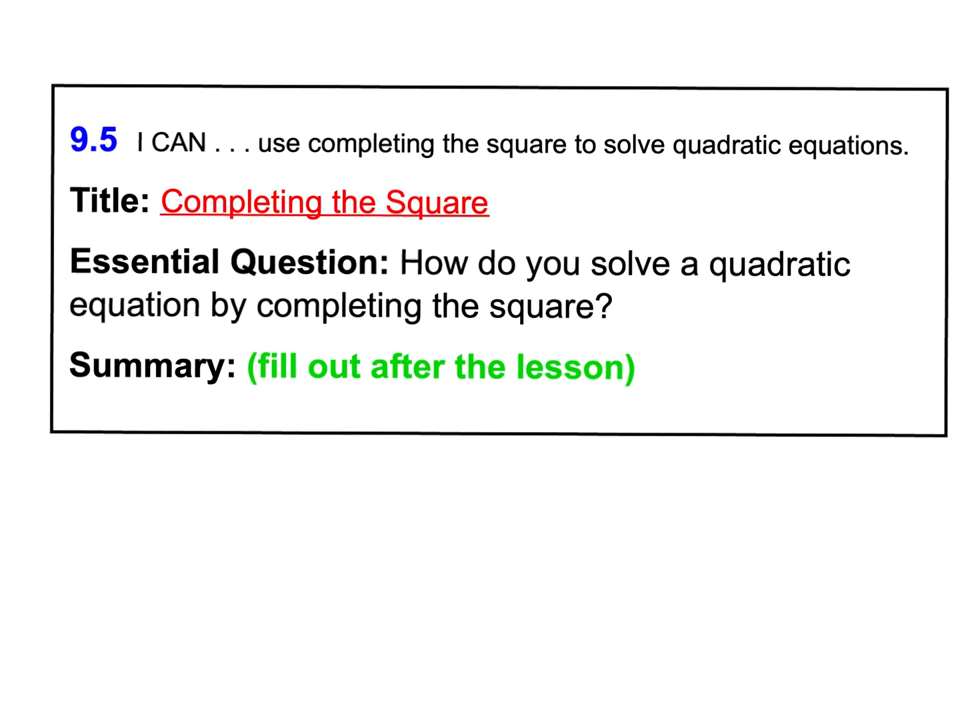 9.5 I CAN . . . use completing the square to solve quadratic equations.
Title: Completing the Square
Essential Question: How do you solve a quadratic
equation by completing the square?
Summary: (fill out after the lesson)